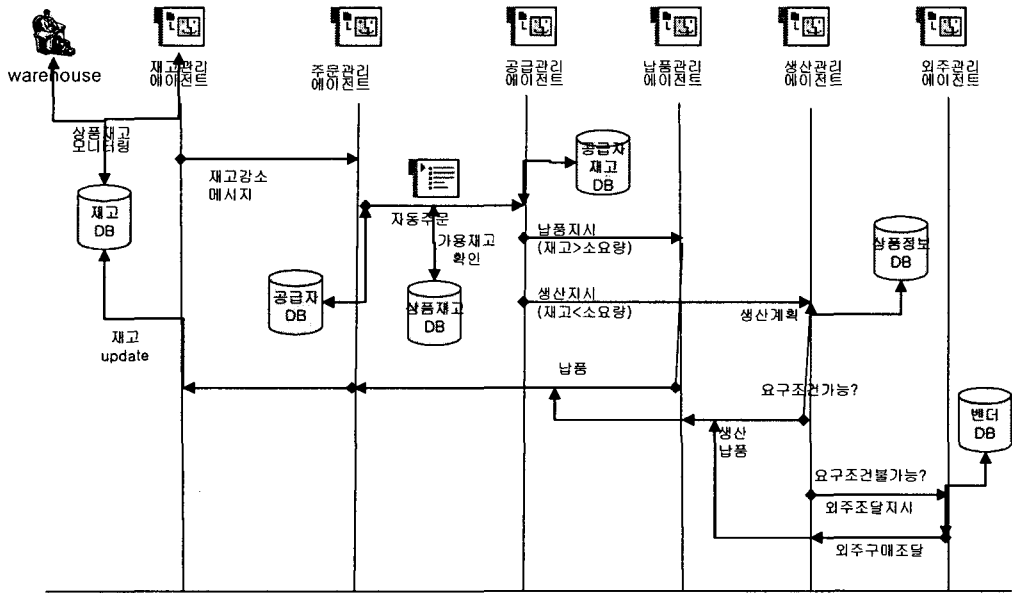 warehouse
재고관리
에이전트
주문관리
에이전트
공급관리
에이전트
납품관리
에이전트
생산관리
에이전트
외주관리
에이전트
상품재고
모니터링
재고감소
메시지
재고
DB
자동주문
가용재고
확인
공급자
재고
DB
납품지시
(재고>소요량)
상품정보
DB
공급자
DB
상품재고
DB
생산지시
(재고<소요량)
생산계획
재고
update
납품
요구조건가능?
벤더
DB
생산
납품
요구조건불가능?
외주조달지시
외주구매조달